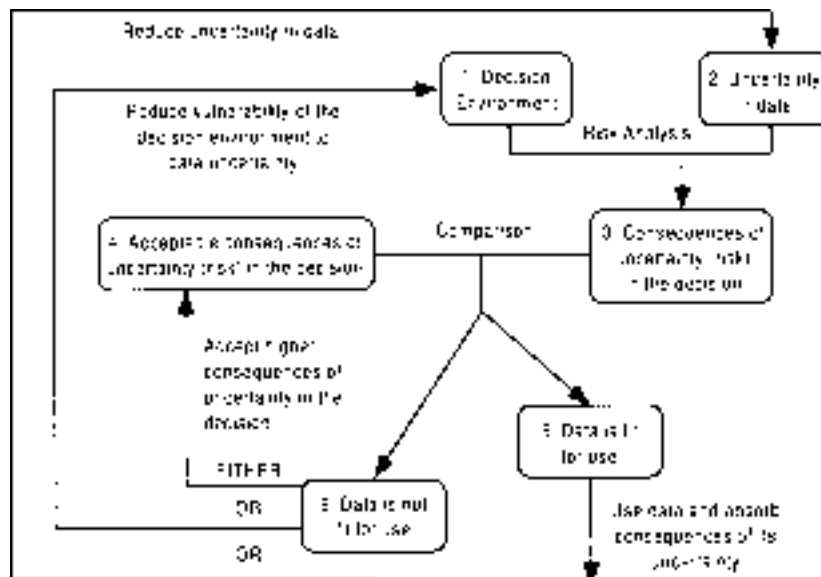 Reduce uncertainty in data
1. Decision
Environment
2. Uncertainty
in data
Reduce vulnerability of the
decision environment to
data uncertainty
Risk Analysis
4. Acceptable consequences of
uncertainty (risk) in the decision
Comparison
3. Consequences of
uncertainty (risk)
in the decision
Accept higher
consequences of
uncertainty in the
decision
Data is fit
for use
EITHER
OR
OR
Data is not
fit for use
Use data and absorb
consequences of its
uncertainty